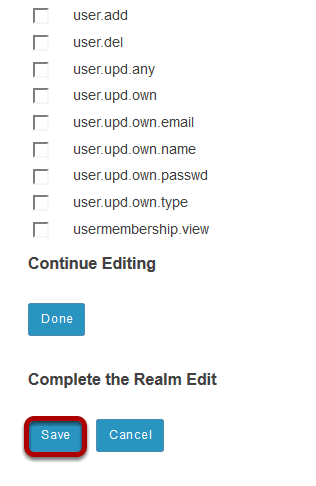 user.add
user.del
user.upd.any
user.upd.own
user.upd.own.email
user.upd.own.name
user.upd.own.passwd
user.upd.own.type
usermembership.view
Continue Editing
Done
Complete the Realm Edit
Save Cancel